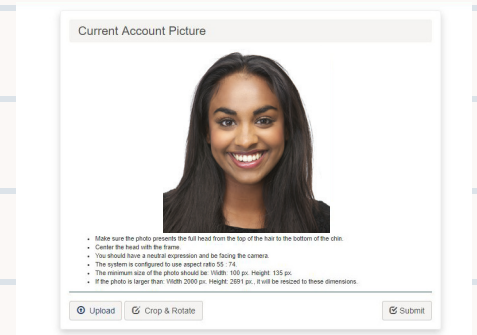 Current Account Picture
Make sure the photo presents the full head from the top of the hair to the bottom of the chin.
Center the head with the frame.
You should have a neutral expression and be facing the camera.
The system is configured to use aspect ratio 55 : 74.
The minimum size of the photo should be: Width: 100 px. Height: 135 px.
If the photo is larger than: Width 2000 px. Height: 2691 px., it will be resized to these dimensions.
Upload Crop & Rotate Submit